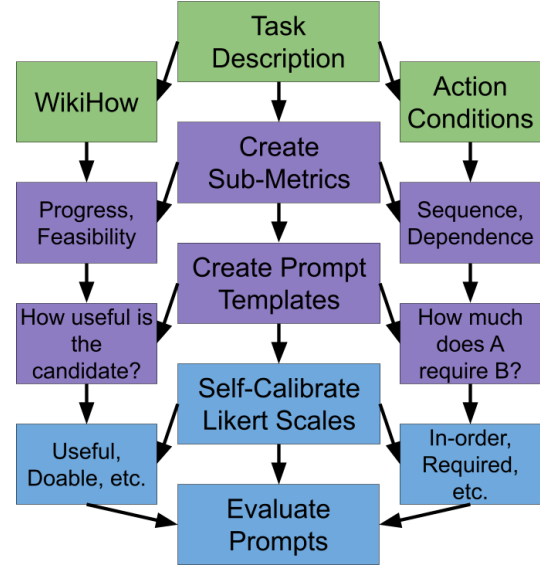 Task
Description
WikiHow
Action
Conditions
Create
Sub-Metrics
Progress,
Feasibility
Sequence,
Dependence
Create Prompt
Templates
How useful is
the
candidate?
How much
does A
require B?
Self-Calibrate
Likert Scales
Useful,
Doable, etc.
In-order,
Required,
etc.
Evaluate
Prompts